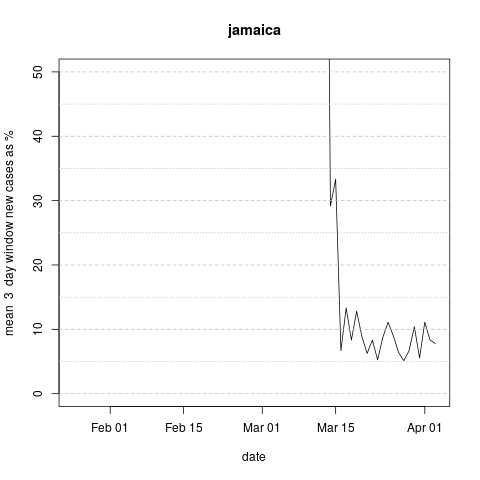 jamaica
mean 3 day window new cases as %
50
40
30
20
10
0
Feb 01
Feb 15
Mar 01
Mar 15
Apr 01
date